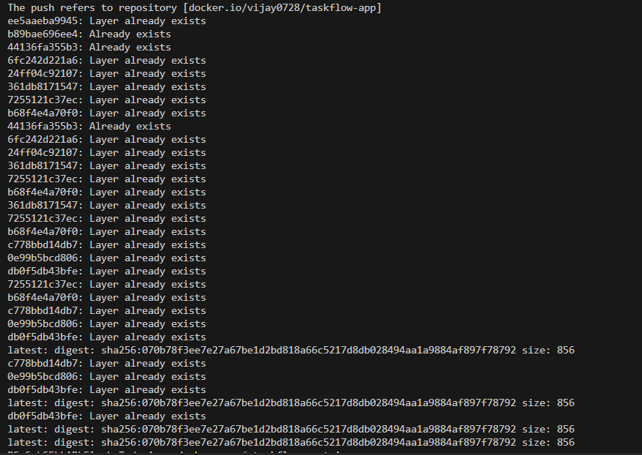 The push refers to repository [docker.io/vijay0728/taskflow-app]
ee5aaeba9945: Layer already exists
b89bae696ee4: Already exists
44136fa355b3: Already exists
6fc242d221a6: Layer already exists
24ff04c92107: Layer already exists
361db8171547: Layer already exists
7255121c37ec: Layer already exists
b68f4e4a70f0: Layer already exists
44136fa355b3: Already exists
6fc242d221a6: Layer already exists
24ff04c92107: Layer already exists
361db8171547: Layer already exists
7255121c37ec: Layer already exists
b68f4e4a70f0: Layer already exists
361db8171547: Layer already exists
7255121c37ec: Layer already exists
b68f4e4a70f0: Layer already exists
c778bbd14db7: Layer already exists
0e99b5bcd806: Layer already exists
db0f5db43bfe: Layer already exists
7255121c37ec: Layer already exists
b68f4e4a70f0: Layer already exists
c778bbd14db7: Layer already exists
0e99b5bcd806: Layer already exists
db0f5db43bfe: Layer already exists
latest: digest: sha256:070b78f3ee7e27a67be1d2bd818a66c5217d8db028494aa1a9884af897f78792 size: 856
c778bbd14db7: Layer already exists
0e99b5bcd806: Layer already exists
db0f5db43bfe: Layer already exists
latest: digest: sha256:070b78f3ee7e27a67be1d2bd818a66c5217d8db028494aa1a9884af897f78792 size: 856
db0f5db43bfe: Layer already exists
latest: digest: sha256:070b78f3ee7e27a67be1d2bd818a66c5217d8db028494aa1a9884af897f78792 size: 856
latest: digest: sha256:070b78f3ee7e27a67be1d2bd818a66c5217d8db028494aa1a9884af897f78792 size: 856